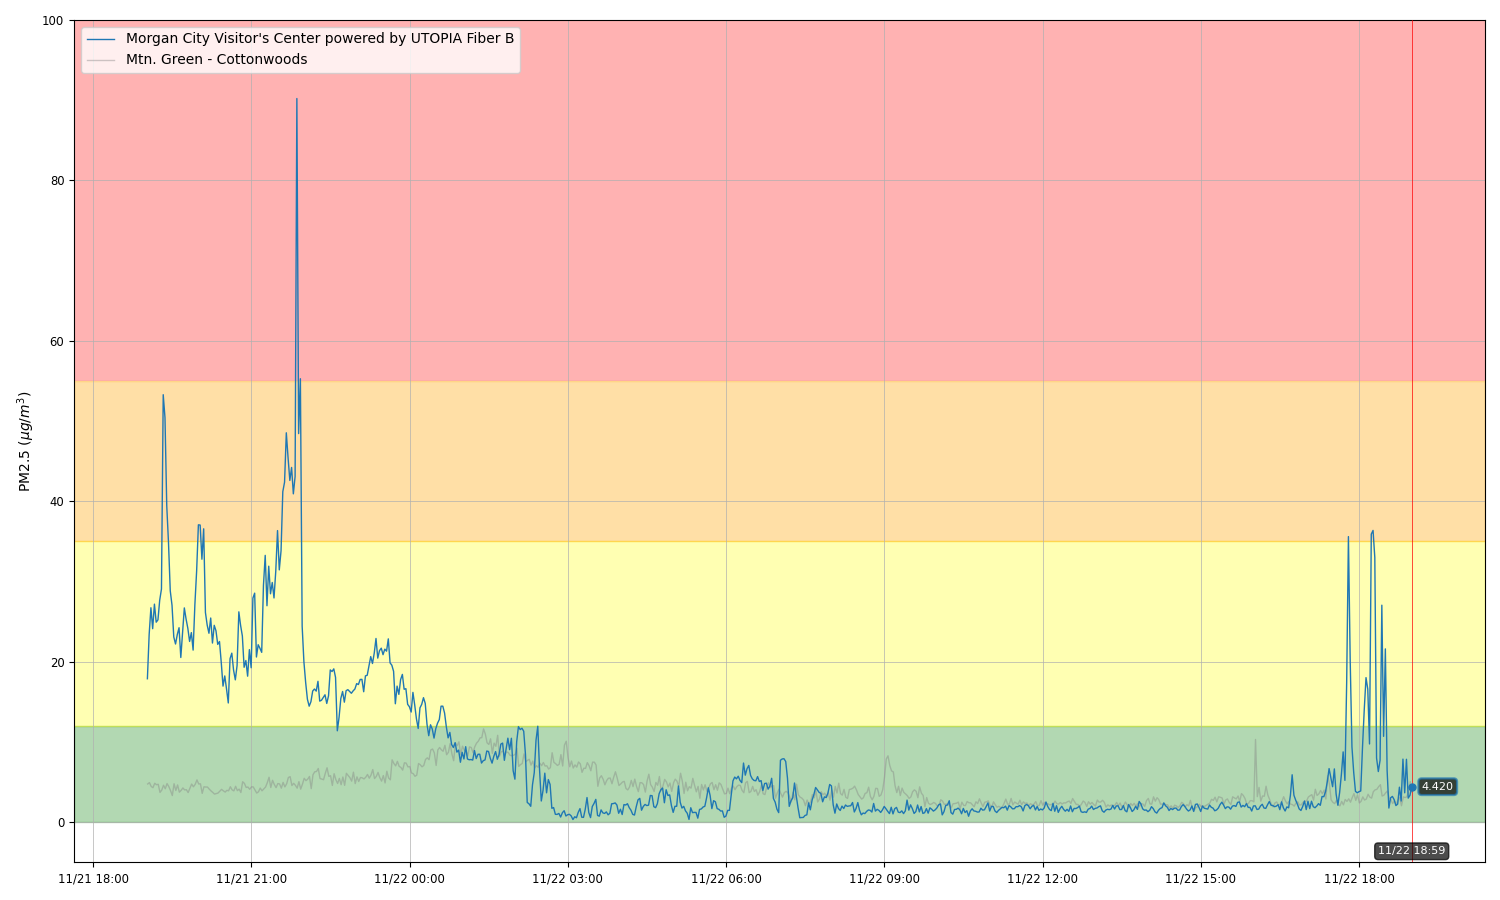 100
Morgan City Visitor's Center powered by UTOPIA Fiber B
Mtn. Green - Cottonwoods
80
60
PM2.5 (μg/m³)
40
20
4.420
0
11/22 18:59
11/21 18:00 11/21 21:00 11/22 00:00 11/22 03:00 11/22 06:00 11/22 09:00 11/22 12:00 11/22 15:00 11/22 18:00